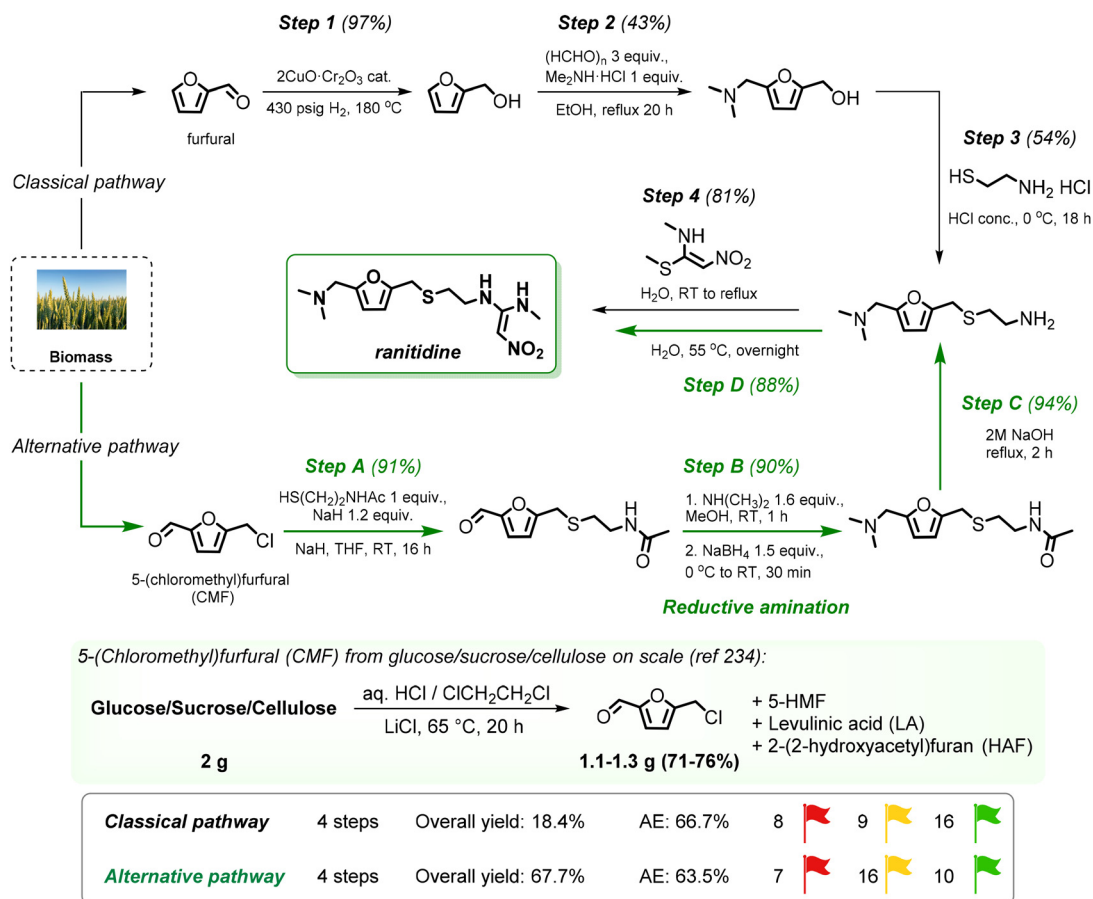 Step 1 (97%)
2CuO·Cr₂O₃ cat.
430 psig H₂, 180 °C
O
O
furfural
O
OH
Step 2 (43%)
(HCHO)ₙ 3 equiv.,
Me₂NH·HCl 1 equiv.
EtOH, reflux 20 h
N
O
OH
Classical pathway
Step 3 (54%)
HS
NH₂ HCl
HCl conc., 0 °C, 18 h
Step 4 (81%)
NH
S
NO₂
H₂O, RT to reflux
Biomass
N
O
S
H
N
H
N
NO₂
ranitidine
N
O
S
NH₂
H₂O, 55 °C, overnight
Step D (88%)
Step C (94%)
2M NaOH
reflux, 2 h
Alternative pathway
O
O
Cl
5-(chloromethyl)furfural
(CMF)
Step A (91%)
HS(CH₂)₂NHAc 1 equiv.,
NaH 1.2 equiv.
NaH, THF, RT, 16 h
O
O
S
H
N
O
Step B (90%)
1. NH(CH₃)₂ 1.6 equiv.,
MeOH, RT, 1 h
2. NaBH₄ 1.5 equiv.,
0 °C to RT, 30 min
Reductive amination
N
O
S
H
N
O
5-(Chloromethyl)furfural (CMF) from glucose/sucrose/cellulose on scale (ref 234):
Glucose/Sucrose/Cellulose
2 g
aq. HCl / ClCH₂CH₂Cl
LiCl, 65 °C, 20 h
O
O
Cl
1.1-1.3 g (71-76%)
+ 5-HMF
+ Levulinic acid (LA)
+ 2-(2-hydroxyacetyl)furan (HAF)
Classical pathway 4 steps Overall yield: 18.4% AE: 66.7% 8 9 16
Alternative pathway 4 steps Overall yield: 67.7% AE: 63.5% 7 16 10